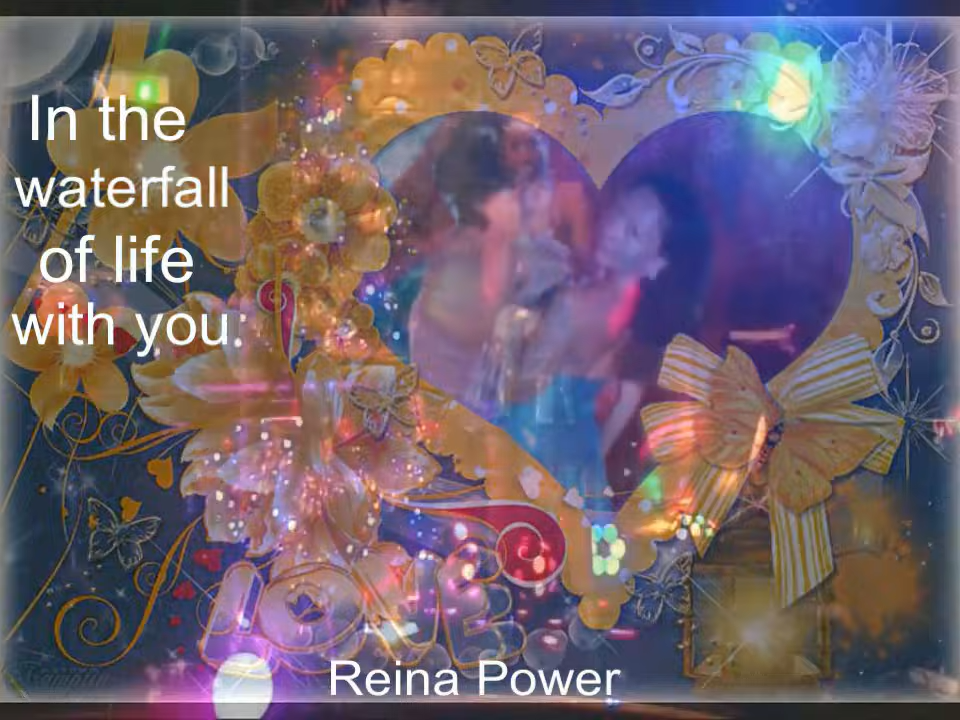 In the
waterfall
of life
with you.
LOVE
Reina Power